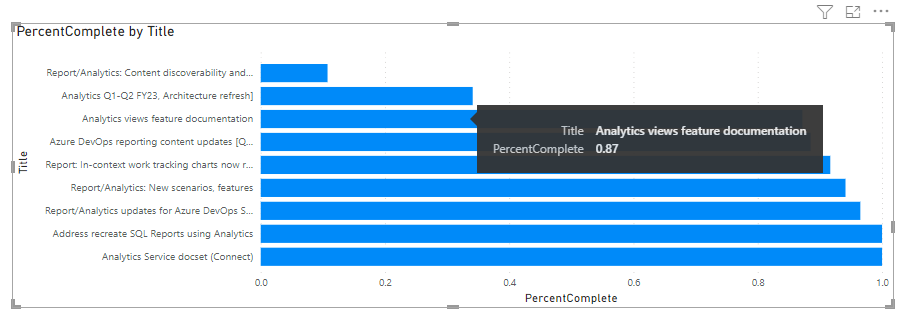 PercentComplete by Title
Report/Analytics: Content discoverability and...
Analytics Q1-Q2 FY23, Architecture refresh]
Analytics views feature documentation
Azure DevOps reporting content updates [Q...
Report: In-context work tracking charts now r...
Report/Analytics: New scenarios, features
Report/Analytics updates for Azure DevOps S...
Address recreate SQL Reports using Analytics
Analytics Service docset (Connect)
Title
Title Analytics views feature documentation
PercentComplete 0.87
0.0 0.2 0.4 0.6 0.8 1.0
PercentComplete